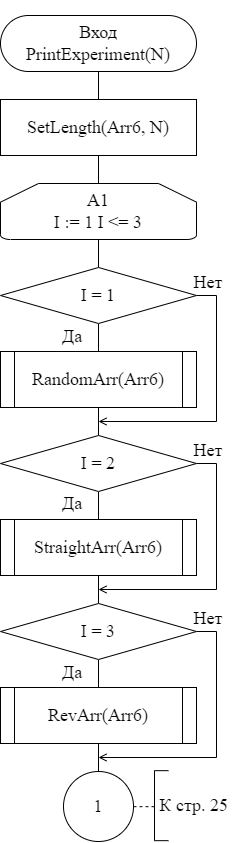 Вход
PrintExperiment(N)
SetLength(Arr6, N)
A1
I := 1 I <= 3
I = 1
Нет
Да
RandomArr(Arr6)
I = 2
Нет
Да
StraightArr(Arr6)
I = 3
Нет
Да
RevArr(Arr6)
1
К стр. 25